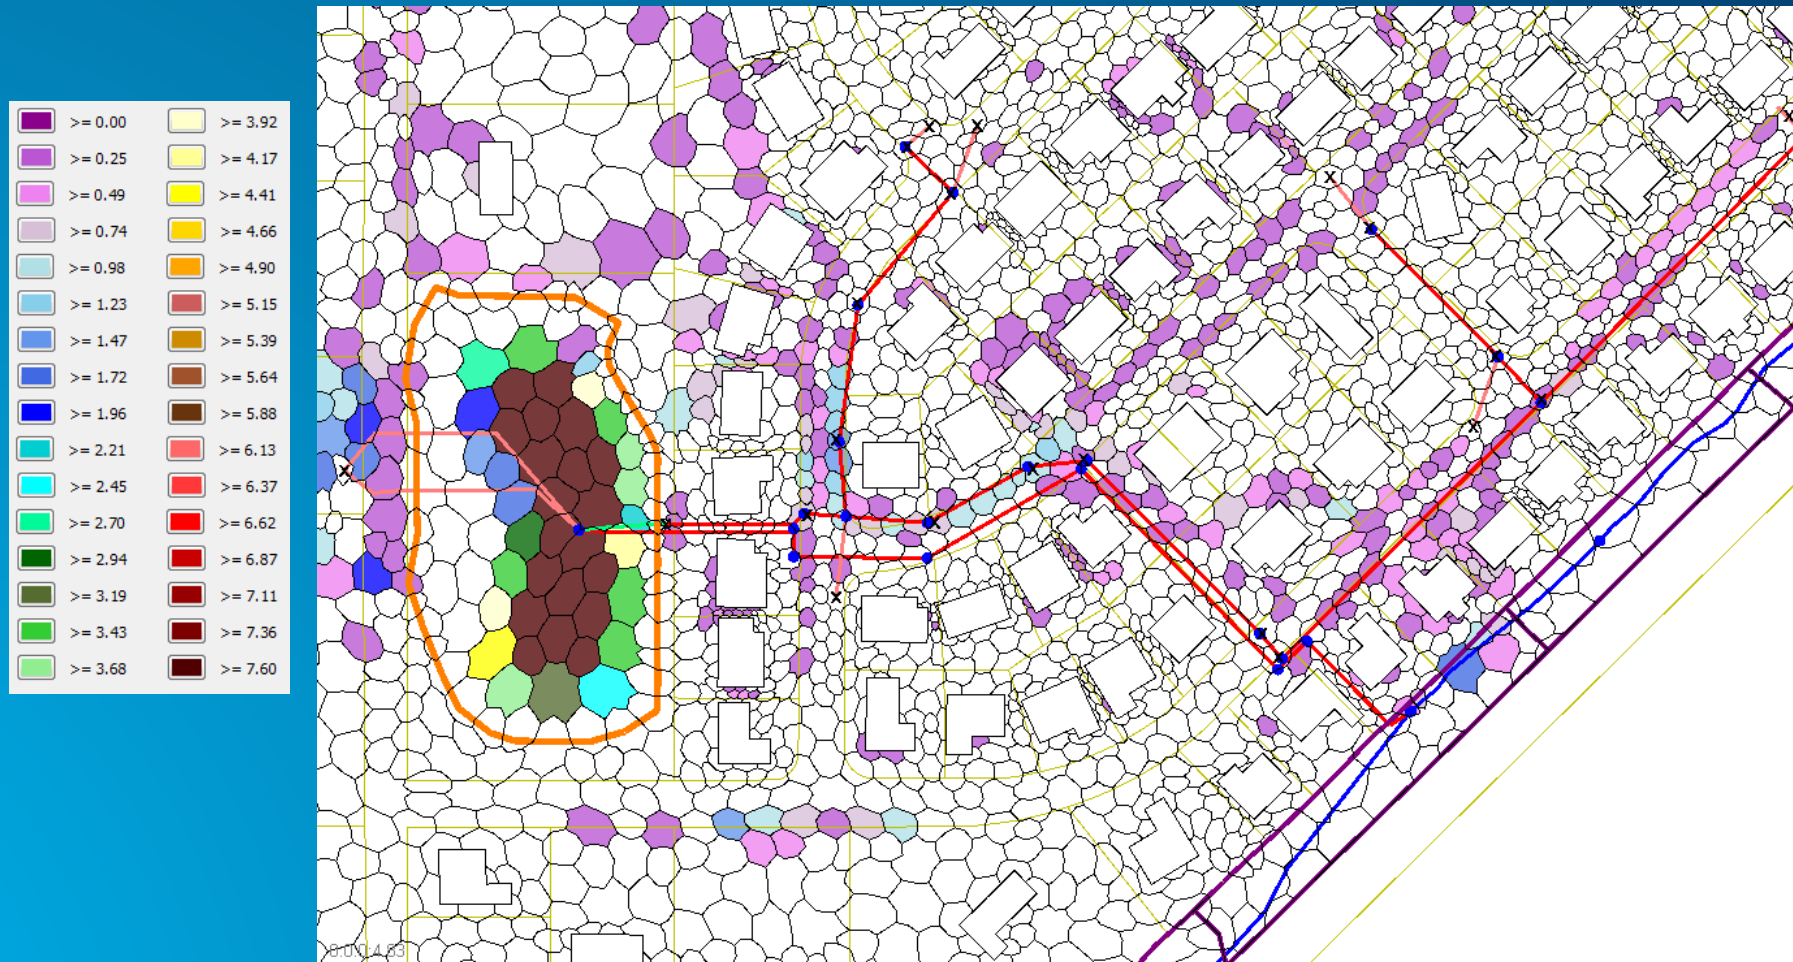 >= 0.00 >= 3.92
>= 0.25 >= 4.17
>= 0.49 >= 4.41
>= 0.74 >= 4.66
>= 0.98 >= 4.90
>= 1.23 >= 5.15
>= 1.47 >= 5.39
>= 1.72 >= 5.64
>= 1.96 >= 5.88
>= 2.21 >= 6.13
>= 2.45 >= 6.37
>= 2.70 >= 6.62
>= 2.94 >= 6.87
>= 3.19 >= 7.11
>= 3.43 >= 7.36
>= 3.68 >= 7.60